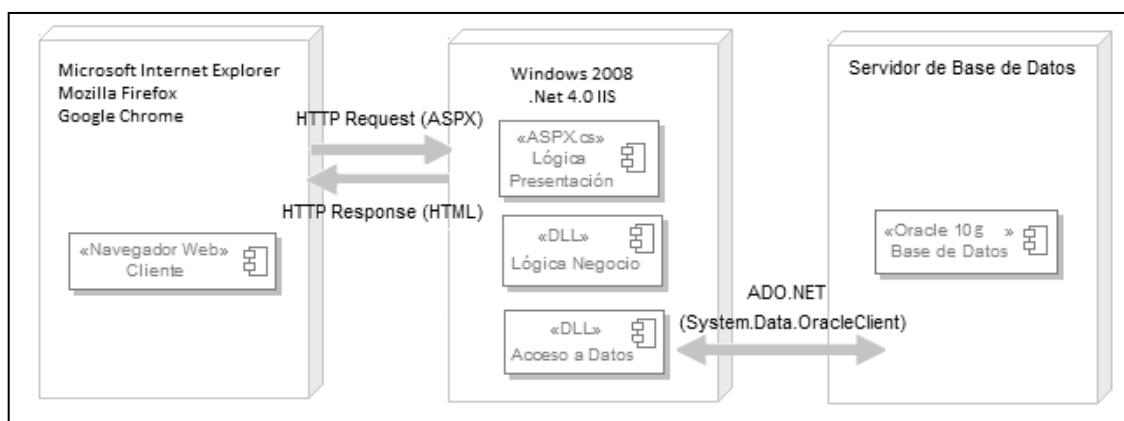 Microsoft Internet Explorer
Mozilla Firefox
Google Chrome
«Navegador Web»
Cliente
HTTP Request (ASPX)
HTTP Response (HTML)
Windows 2008
.Net 4.0 IIS
«ASPX.cs»
Lógica
Presentación
«DLL»
Lógica Negocio
«DLL»
Acceso a Datos
ADO.NET
(System.Data.OracleClient)
Servidor de Base de Datos
«Oracle 10g »
Base de Datos